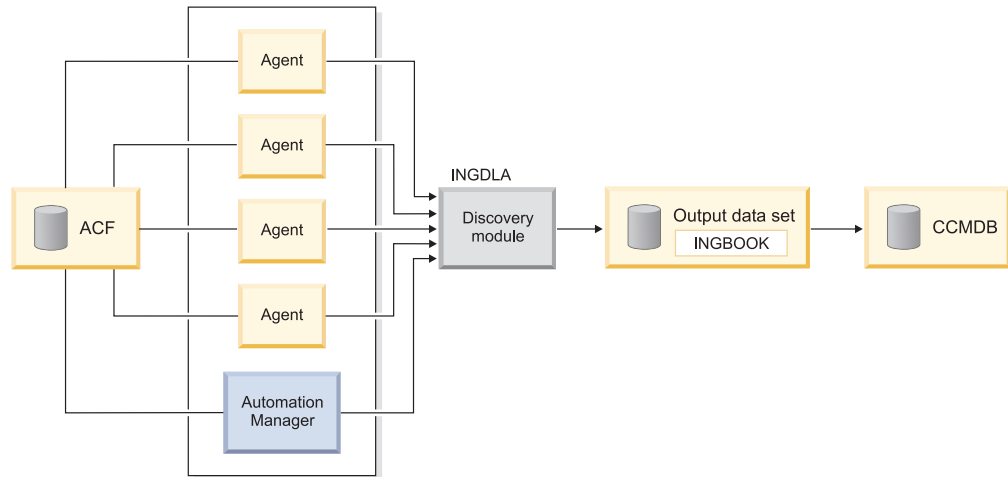 Agent
Agent
INGDLA
ACF
Agent
Discovery
module
Output data set
INGBOOK
CCMDB
Agent
Automation
Manager